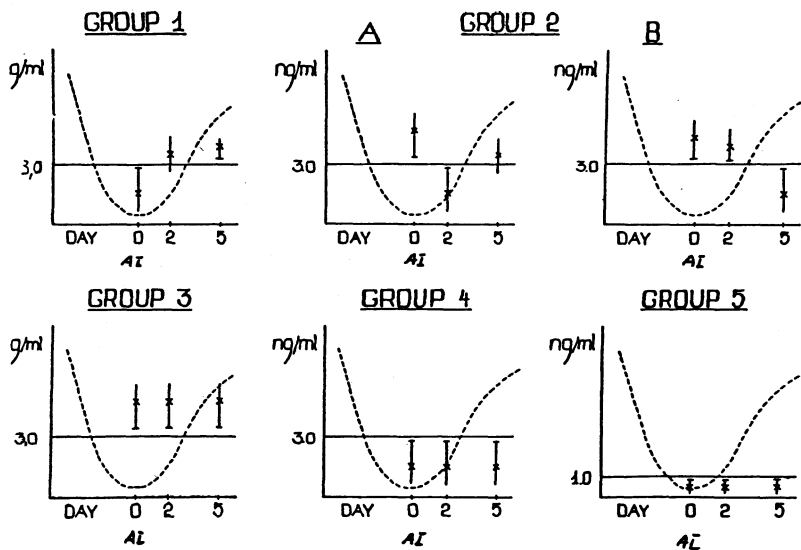 GROUP 1
A GROUP 2 B
g/ml ng/ml ng/ml
3,0 3.0 3.0
DAY 0 2 5 DAY 0 2 5 DAY 0 2 5
AI AI AI
GROUP 3 GROUP 4 GROUP 5
g/ml ng/ml ng/ml
3,0 3.0 1.0
DAY 0 2 5 DAY 0 2 5 DAY 0 2 5
AI AI AI